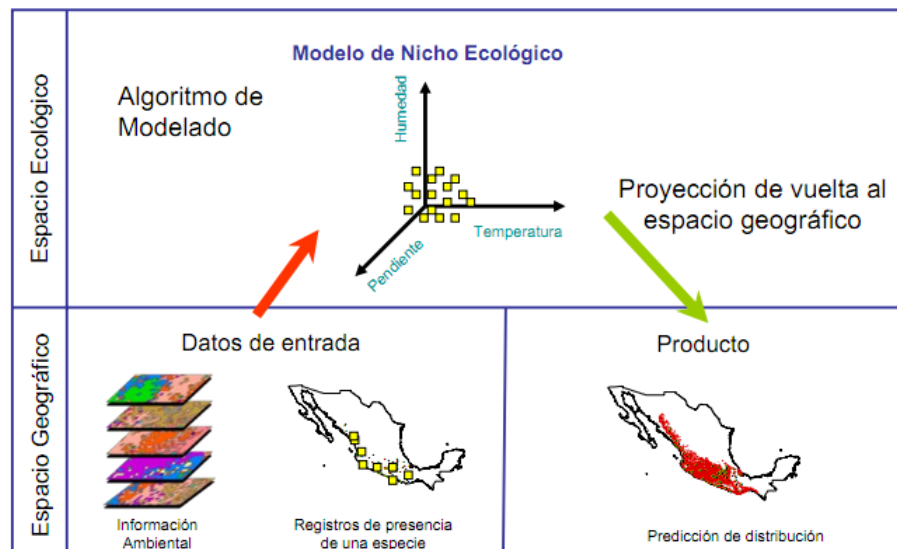 Espacio Ecológico
Modelo de Nicho Ecológico
Algoritmo de
Modelado
Humedad
Temperatura
Pendiente
Proyección de vuelta al
espacio geográfico
Espacio Geográfico
Datos de entrada
Información
Ambiental
Registros de presencia
de una especie
Producto
Predicción de distribución